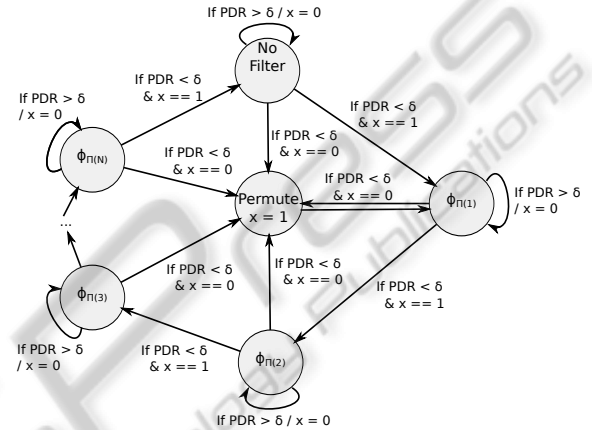 If PDR > δ / x = 0
No
Filter
If PDR < δ
& x == 1
If PDR > δ
/ x = 0
If PDR < δ
& x == 1
If PDR < δ
& x == 0
ϕΠ(N)
If PDR < δ
& x == 0
If PDR < δ
& x == 0
Permute
x = 1
ϕΠ(1)
If PDR > δ
/ x = 0
...
If PDR < δ
& x == 0
If PDR < δ
& x == 0
If PDR < δ
& x == 1
ϕΠ(3)
If PDR > δ
/ x = 0
If PDR < δ
& x == 1
ϕΠ(2)
If PDR > δ / x = 0
Press
Publications